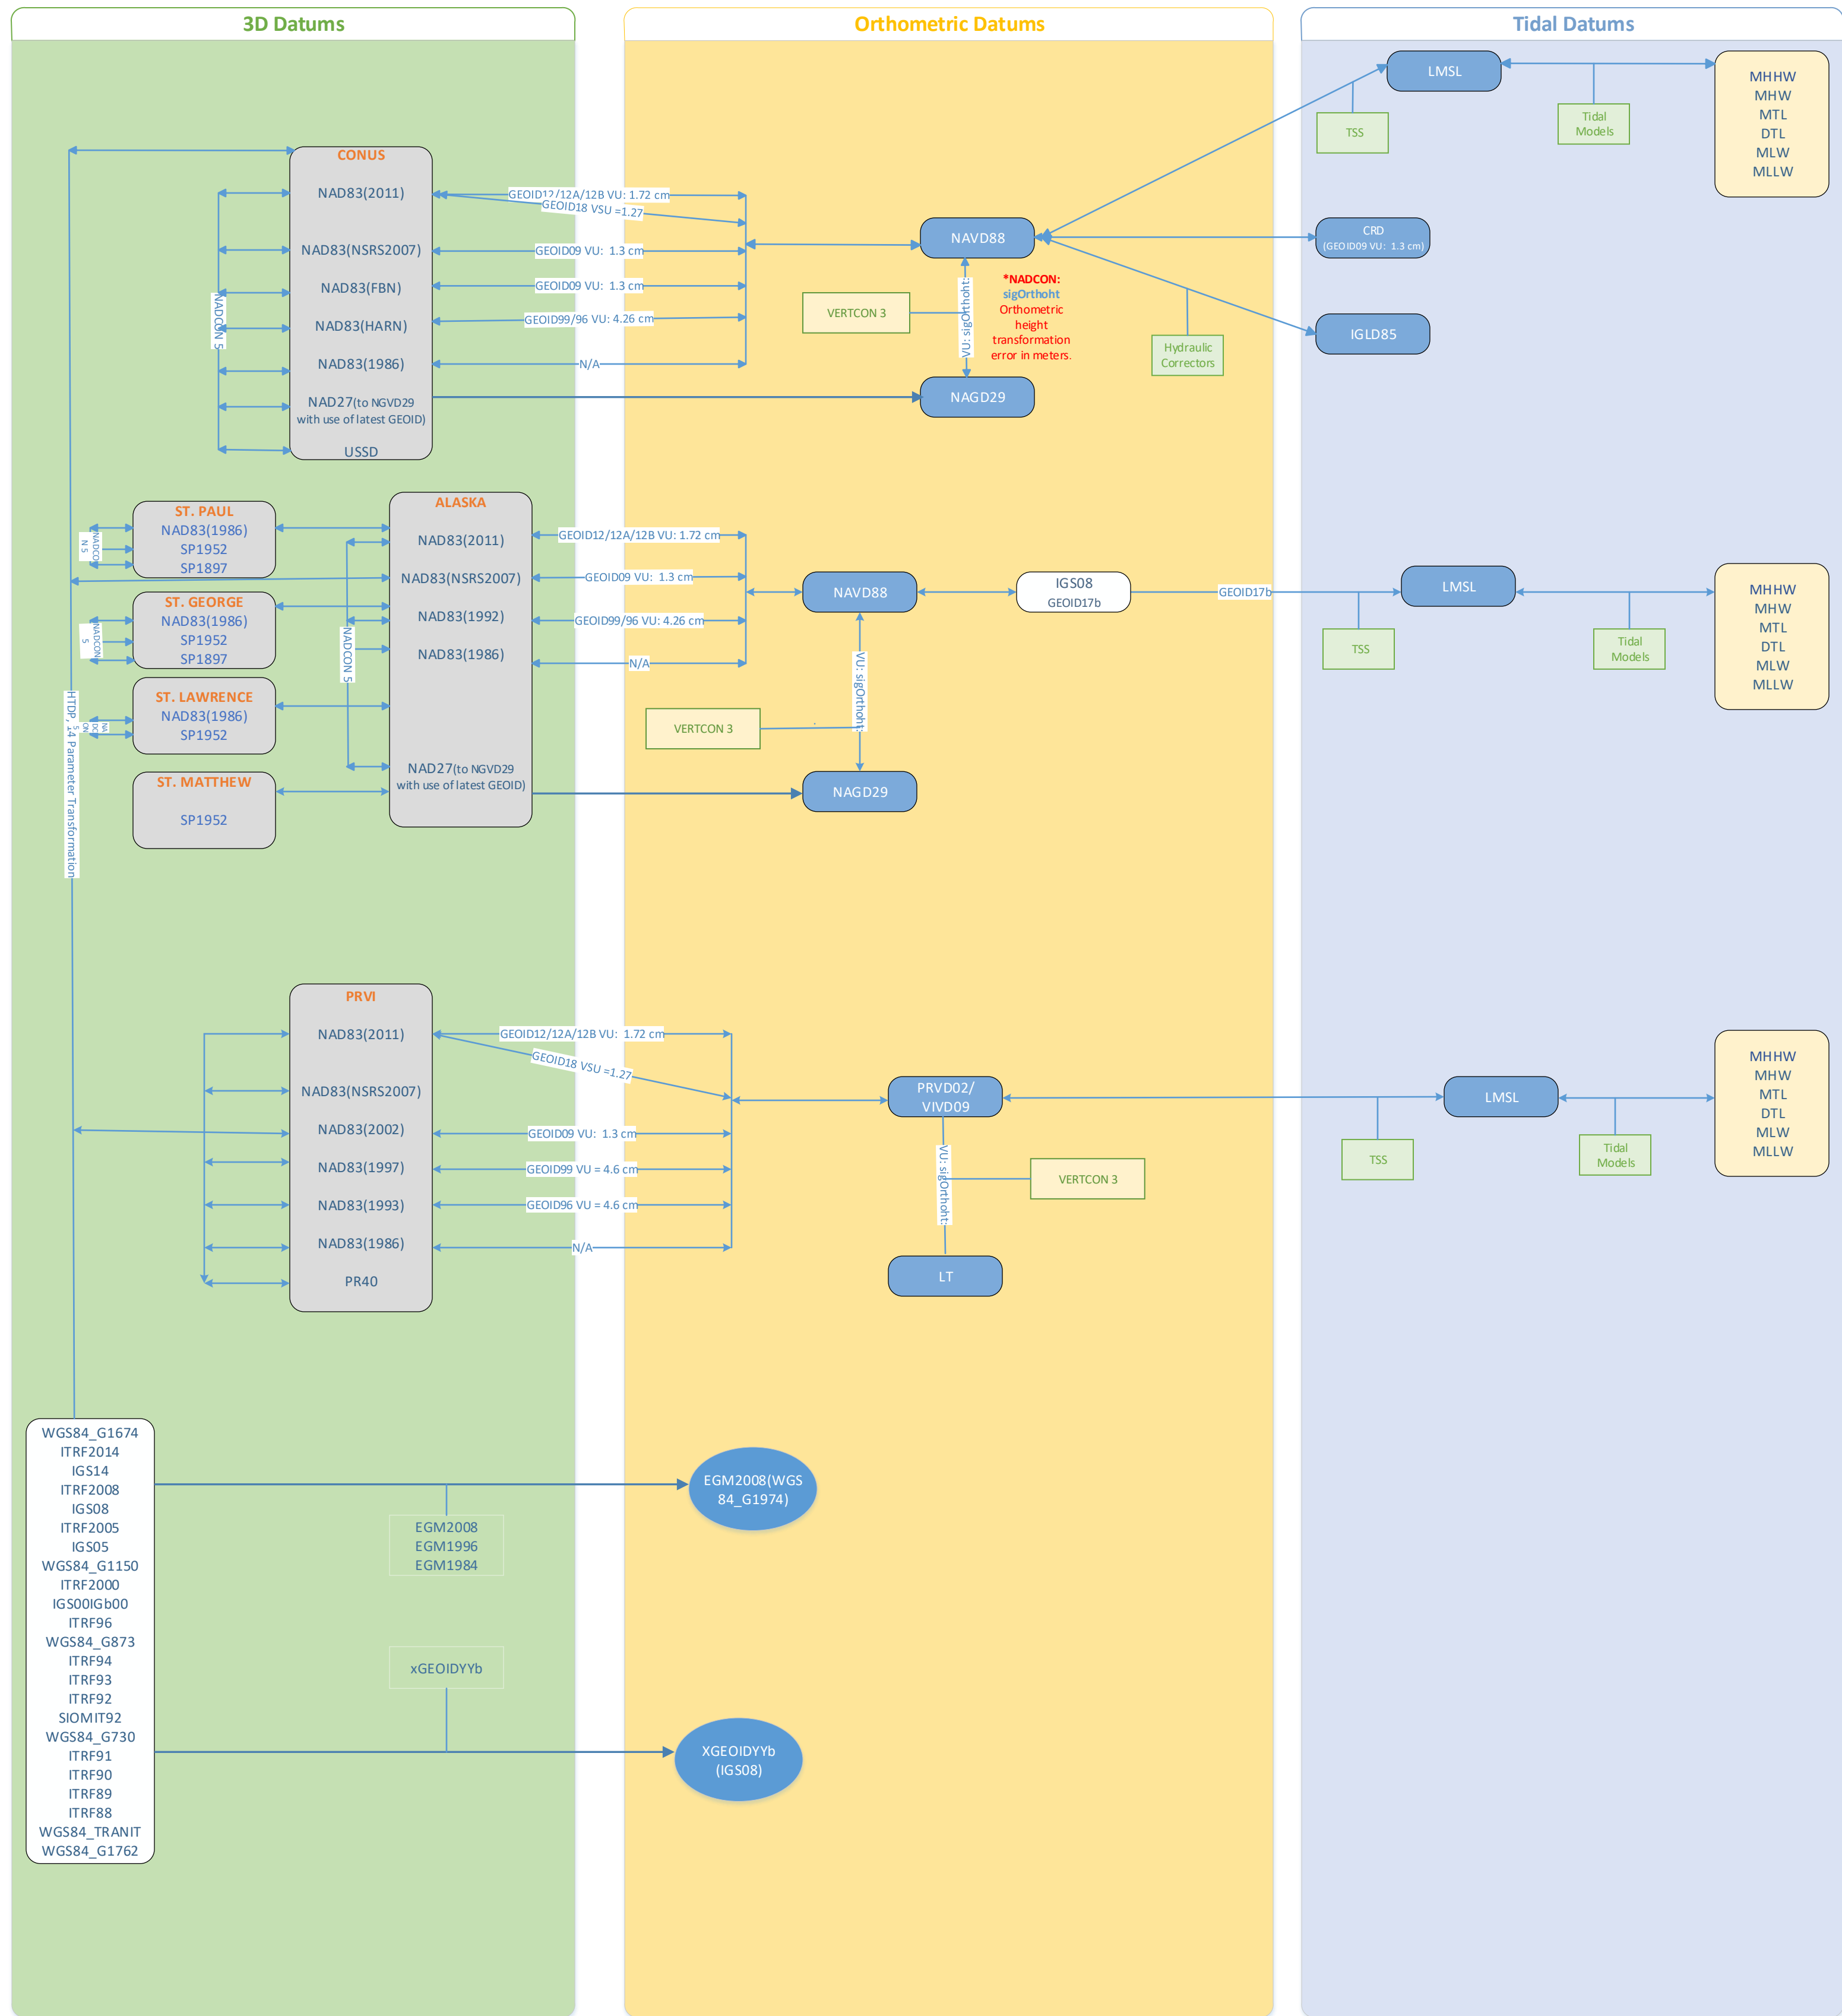 3D Datums
Orthometric Datums
Tidal Datums
CONUS
NAD83(2011)
NAD83(NSRS2007)
NAD83(FBN)
NAD83(HARN)
NAD83(1986)
NAD27(to NGVD29
with use of latest GEOID)
USSD
NADCON 5
GEOID12/12A/12B VU: 1.72 cm
GEOID18 VSU =1.27
GEOID09 VU: 1.3 cm
GEOID09 VU: 1.3 cm
GEOID99/96 VU: 4.26 cm
N/A
NAVD88
VERTCON 3
VU: sigOrthoht:
*NADCON:
sigOrthoht
Orthometric
height
transformation
error in meters.
NAGD29
Hydraulic
Correctors
LMSL
TSS
Tidal
Models
MHHW
MHW
MTL
DTL
MLW
MLLW
CRD
(GEOID09 VU: 1.3 cm)
IGLD85
ST. PAUL
NAD83(1986)
SP1952
SP1897
NADCO
N 5
ST. GEORGE
NAD83(1986)
SP1952
SP1897
NADCON
5
ST. LAWRENCE
NAD83(1986)
SP1952
NA
DC
ON
5
ST. MATTHEW
SP1952
HTDP, 14 Parameter Transformation
ALASKA
NAD83(2011)
NAD83(NSRS2007)
NAD83(1992)
NAD83(1986)
NAD27(to NGVD29
with use of latest GEOID)
NADCON 5
GEOID12/12A/12B VU: 1.72 cm
GEOID09 VU: 1.3 cm
GEOID99/96 VU: 4.26 cm
N/A
NAVD88
VU: sigOrthoht:
VERTCON 3
NAGD29
IGS08
GEOID17b
GEOID17b
LMSL
TSS
Tidal
Models
MHHW
MHW
MTL
DTL
MLW
MLLW
PRVI
NAD83(2011)
NAD83(NSRS2007)
NAD83(2002)
NAD83(1997)
NAD83(1993)
NAD83(1986)
PR40
GEOID12/12A/12B VU: 1.72 cm
GEOID18 VSU =1.27
GEOID09 VU: 1.3 cm
GEOID99 VU = 4.6 cm
GEOID96 VU = 4.6 cm
N/A
PRVD02/
VIVD09
VU: sigOrthoht:
VERTCON 3
LT
LMSL
TSS
Tidal
Models
MHHW
MHW
MTL
DTL
MLW
MLLW
WGS84_G1674
ITRF2014
IGS14
ITRF2008
IGS08
ITRF2005
IGS05
WGS84_G1150
ITRF2000
IGS00IGb00
ITRF96
WGS84_G873
ITRF94
ITRF93
ITRF92
SIOMIT92
WGS84_G730
ITRF91
ITRF90
ITRF89
ITRF88
WGS84_TRANIT
WGS84_G1762
EGM2008
EGM1996
EGM1984
EGM2008(WGS
84_G1974)
xGEOIDYYb
XGEOIDYYb
(IGS08)